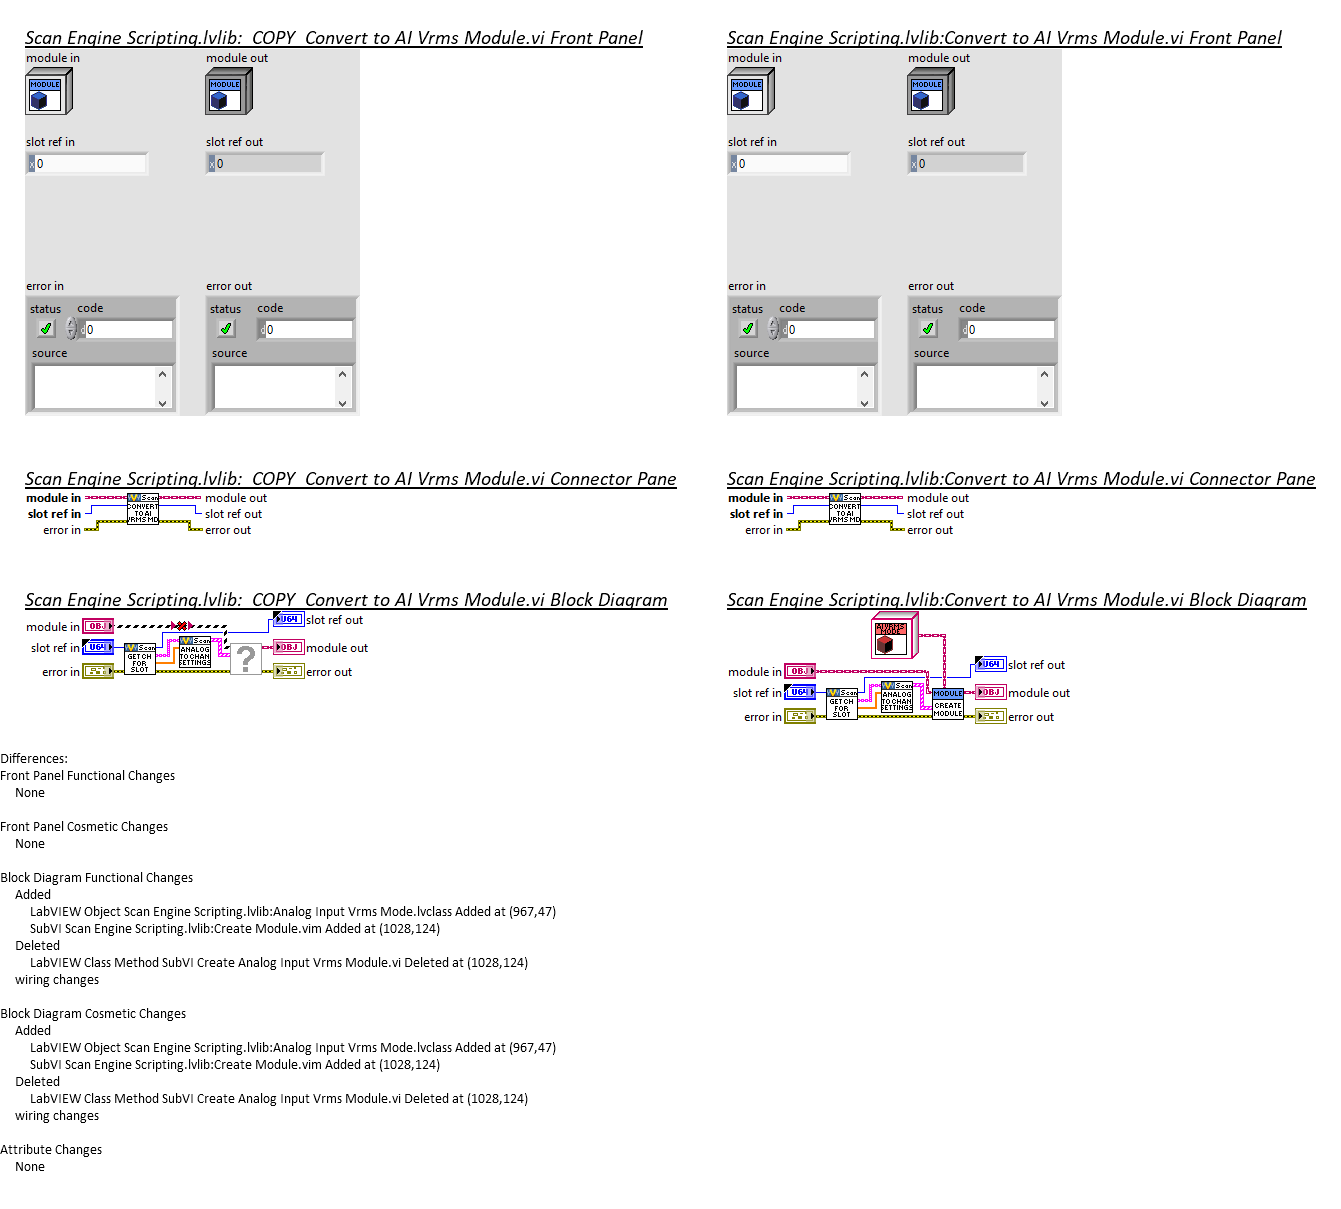 Scan Engine Scripting.lvlib:_COPY_Convert to AI Vrms Module.vi Front Panel
module in
module out
MODULE
MODULE
slot ref in
slot ref out
x 0
x 0
error in
error out
status code
status code
d 0
d 0
source
source
Scan Engine Scripting.lvlib:Convert to AI Vrms Module.vi Front Panel
module in
module out
MODULE
MODULE
slot ref in
slot ref out
x 0
x 0
error in
error out
status code
status code
d 0
d 0
source
source
Scan Engine Scripting.lvlib:_COPY_Convert to AI Vrms Module.vi Connector Pane
module in
module out
slot ref in
slot ref out
error in
error out
Scan
CONVERT
TO AI
VRMS MD
Scan Engine Scripting.lvlib:Convert to AI Vrms Module.vi Connector Pane
module in
module out
slot ref in
slot ref out
error in
error out
Scan
CONVERT
TO AI
VRMS MD
Scan Engine Scripting.lvlib:_COPY_Convert to AI Vrms Module.vi Block Diagram
U64 slot ref out
module in OBJ
slot ref in U64
Scan
GET CH
FOR
SLOT
Scan
ANALOG
TO CHAN
SETTINGS
?
OBJ module out
error in
error out
Scan Engine Scripting.lvlib:Convert to AI Vrms Module.vi Block Diagram
AI VRMS
MODE
U64 slot ref out
module in OBJ
slot ref in U64
Scan
GET CH
FOR
SLOT
Scan
ANALOG
TO CHAN
SETTINGS
MODULE
CREATE
MODULE
OBJ module out
error in
error out
Differences:
Front Panel Functional Changes
None
Front Panel Cosmetic Changes
None
Block Diagram Functional Changes
Added
LabVIEW Object Scan Engine Scripting.lvlib:Analog Input Vrms Mode.lvclass Added at (967,47)
SubVI Scan Engine Scripting.lvlib:Create Module.vim Added at (1028,124)
Deleted
LabVIEW Class Method SubVI Create Analog Input Vrms Module.vi Deleted at (1028,124)
wiring changes
Block Diagram Cosmetic Changes
Added
LabVIEW Object Scan Engine Scripting.lvlib:Analog Input Vrms Mode.lvclass Added at (967,47)
SubVI Scan Engine Scripting.lvlib:Create Module.vim Added at (1028,124)
Deleted
LabVIEW Class Method SubVI Create Analog Input Vrms Module.vi Deleted at (1028,124)
wiring changes
Attribute Changes
None